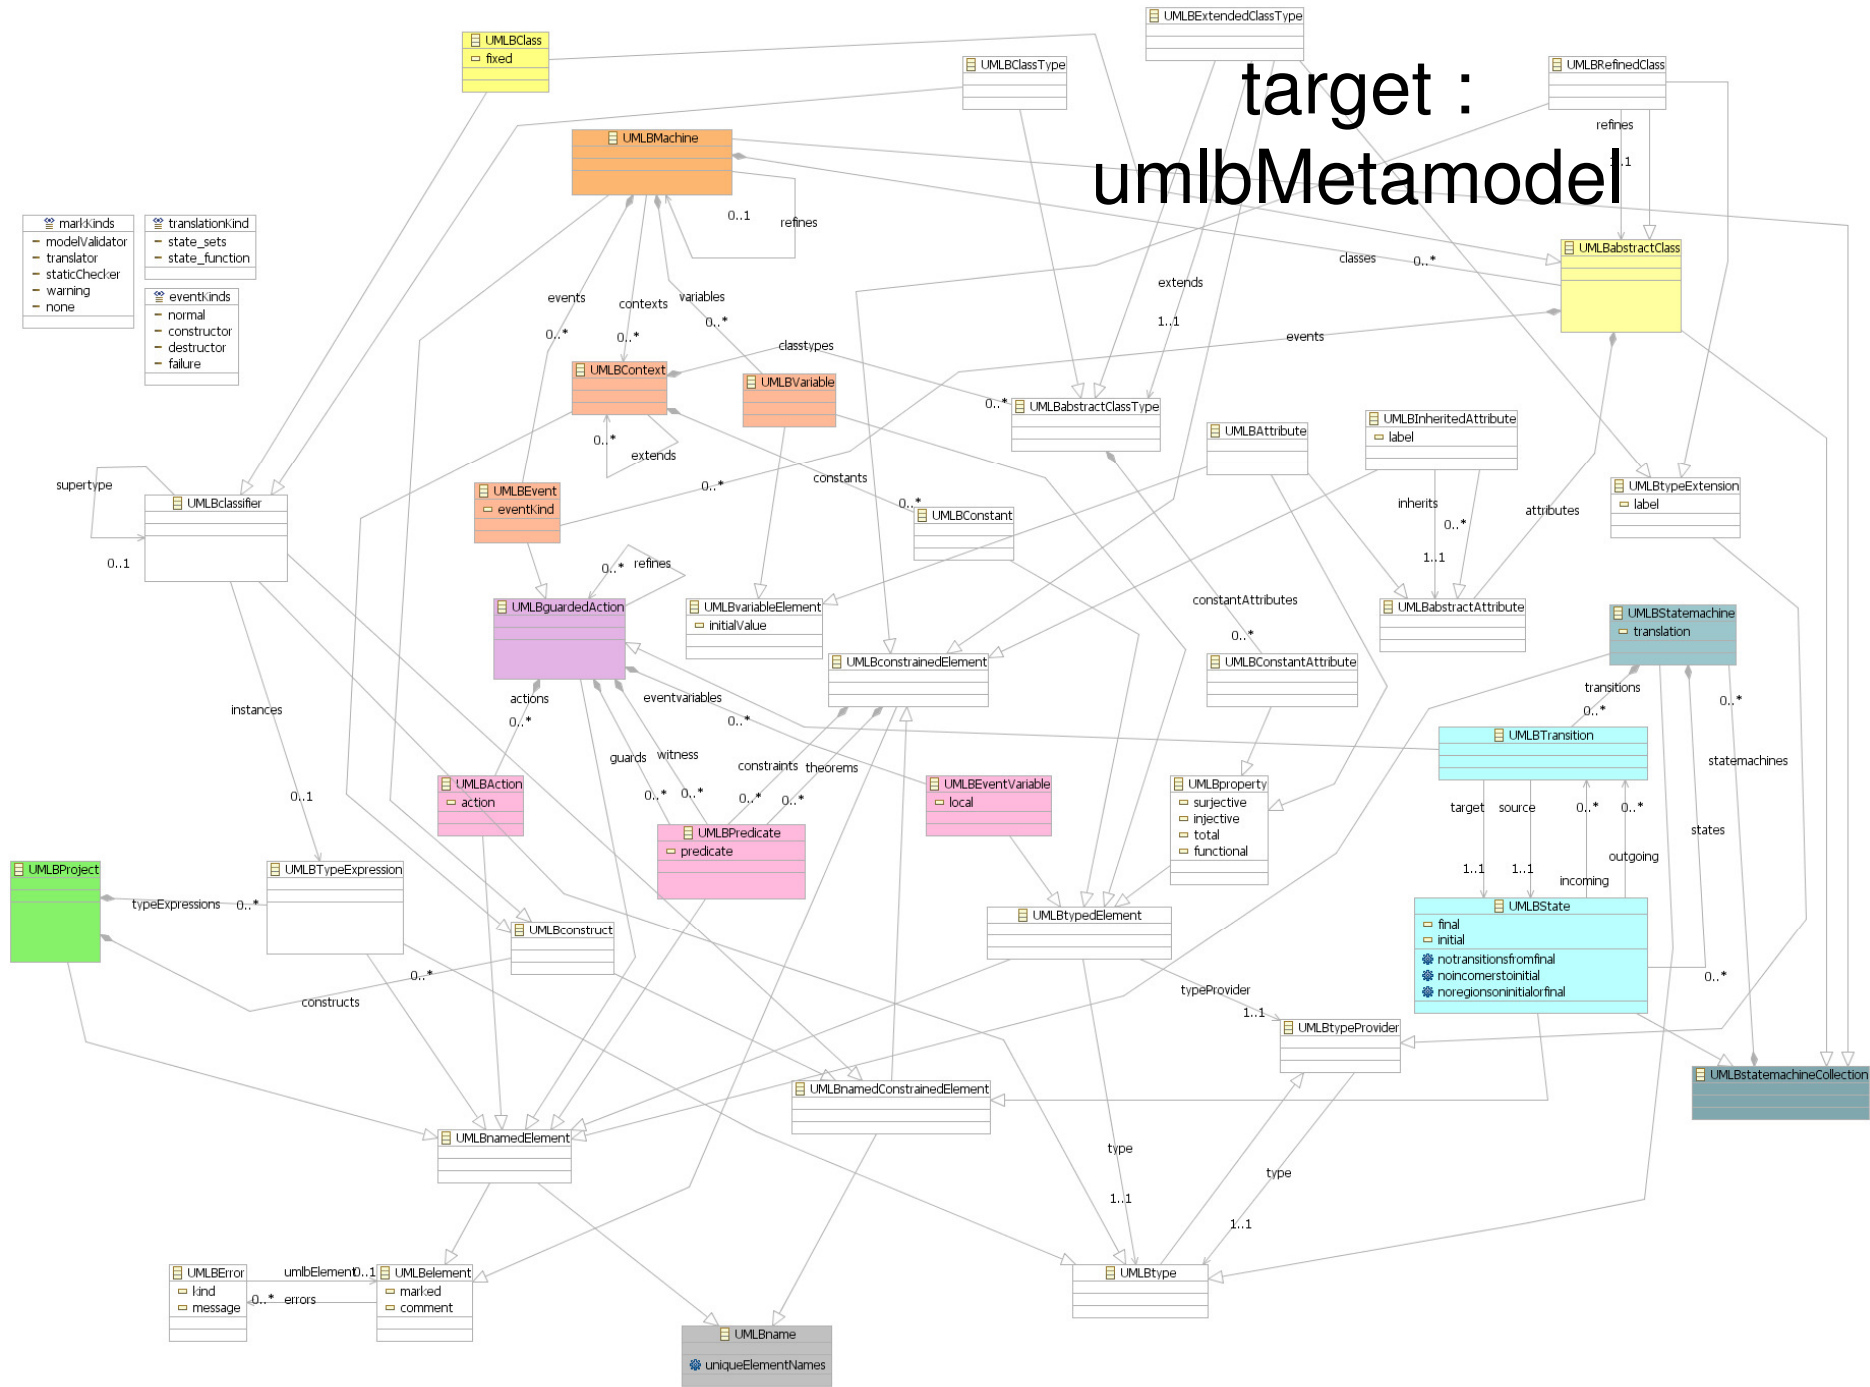 UMLBExtendedClassType
UMLBClass
fixed
UMLBClassType
UMLBRefinedClass
target :
umlbMetamodel
refines
1..1
UMLBMachine
0..1
refines
markKinds
modelValidator
translator
staticChecker
warning
none
translationKind
state_sets
state_function
eventKinds
normal
constructor
destructor
failure
UMLBabstractClass
classes
0..*
extends
1..1
events
0..*
contexts
0..*
variables
0..*
events
classtypes
0..*
UMLBContext
UMLBVariable
UMLBabstractClassType
0..*
extends
UMLBAttribute
UMLBInheritedAttribute
label
supertype
0..1
UMLBclassifier
UMLBEvent
eventKind
0..*
constants
0..*
UMLBConstant
inherits
1..1
0..*
attributes
UMLBtypeExtension
label
0..*
refines
UMLBguardedAction
UMLBvariableElement
initialValue
constantAttributes
0..*
UMLBabstractAttribute
UMLBStatemachine
translation
UMLBconstrainedElement
UMLBConstantAttribute
instances
0..1
actions
0..*
eventvariables
0..*
guards
0..*
witness
0..*
constraints
0..*
theorems
0..*
transitions
0..*
0..*
statemachines
UMLBTransition
UMLBAction
action
UMLBEventVariable
local
UMLBproperty
surjective
injective
total
functional
target
1..1
source
1..1
0..*
incoming
0..*
outgoing
states
0..*
UMLBPredicate
predicate
UMLBProject
typeExpressions
0..*
UMLBTypeExpression
UMLBState
final
initial
notransitionsfromfinal
noincomerstoinitial
noregionsoninitialorfinal
UMLBconstruct
UMLBtypedElement
constructs
0..*
typeProvider
1..1
UMLBtypeProvider
UMLBnamedConstrainedElement
UMLBstatemachineCollection
UMLBnamedElement
type
1..1
type
1..1
UMLBError
kind
message
umlbElement
0..1
0..*
errors
UMLBelement
marked
comment
UMLBtype
UMLBname
uniqueElementNames